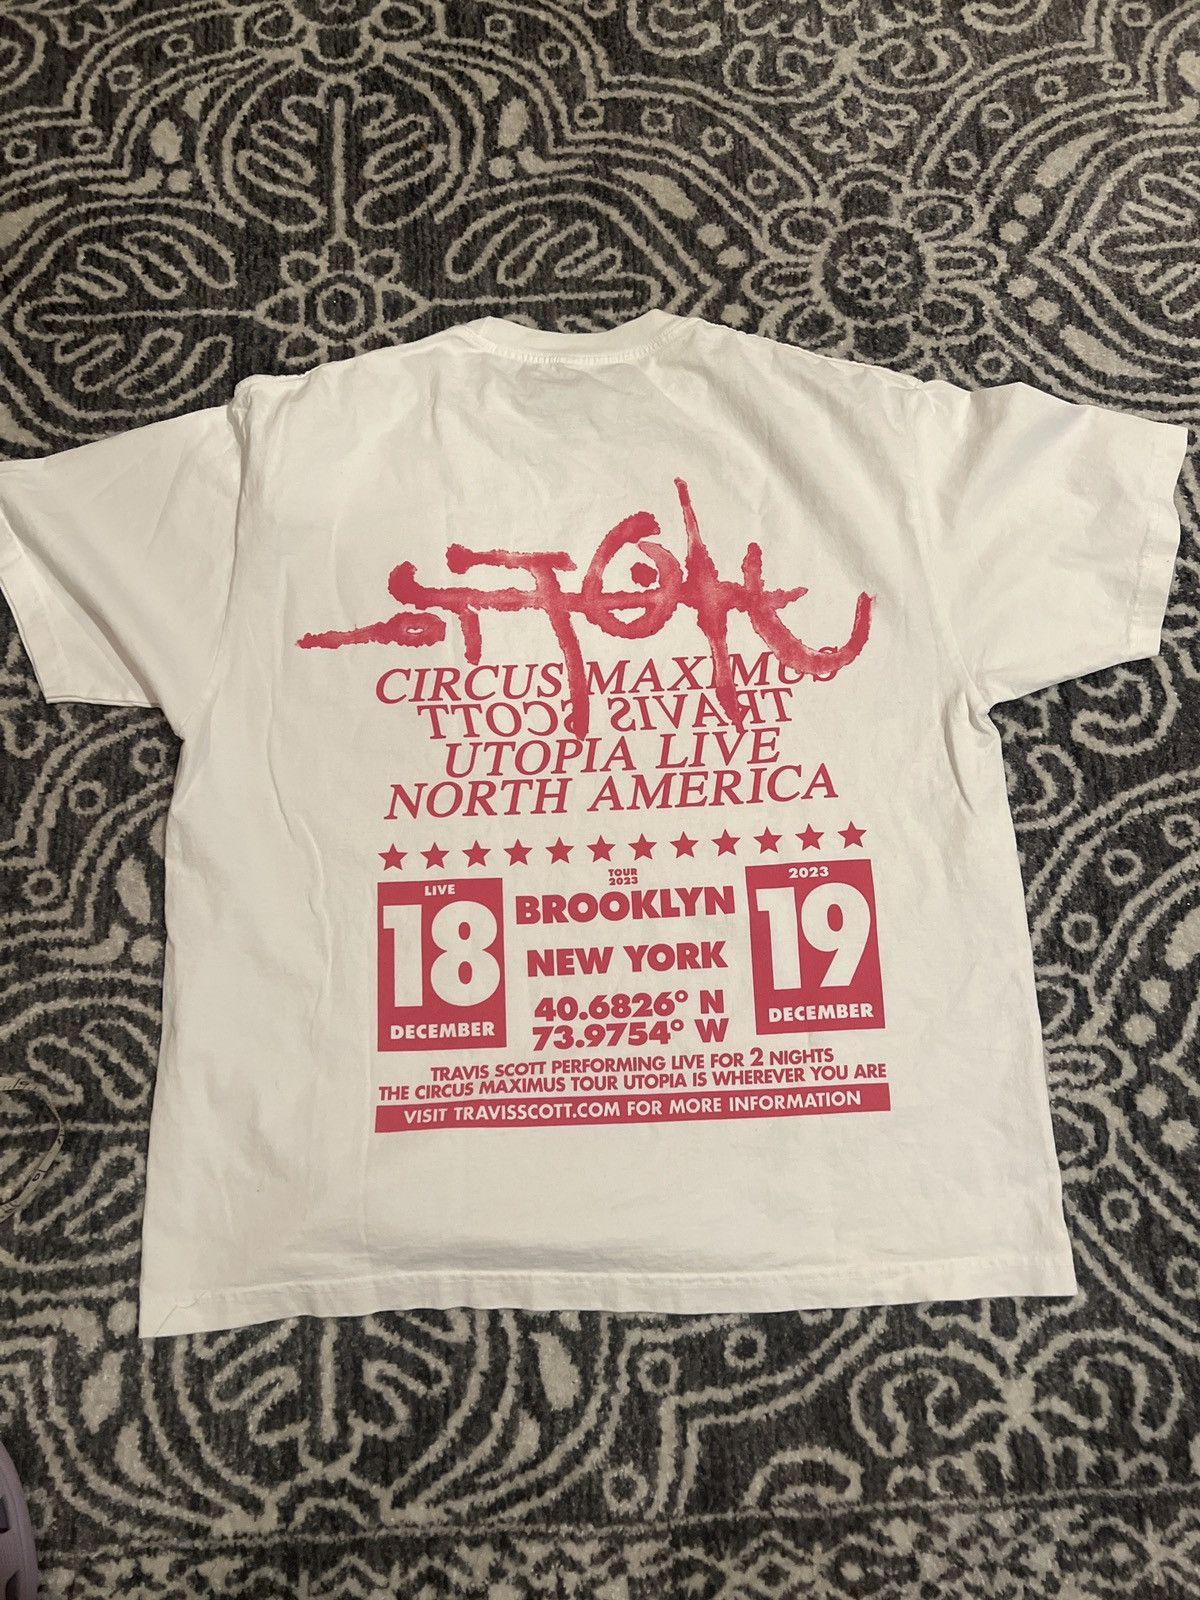 CIRCUS MAXIMUS
TRAVIS SCOTT
UTOPIA LIVE
NORTH AMERICA
LIVE
18
DECEMBER
TOUR
2023
BROOKLYN
NEW YORK
40.6826° N
73.9754° W
2023
19
DECEMBER
TRAVIS SCOTT PERFORMING LIVE FOR 2 NIGHTS
THE CIRCUS MAXIMUS TOUR UTOPIA IS WHEREVER YOU ARE
VISIT TRAVISSCOTT.COM FOR MORE INFORMATION